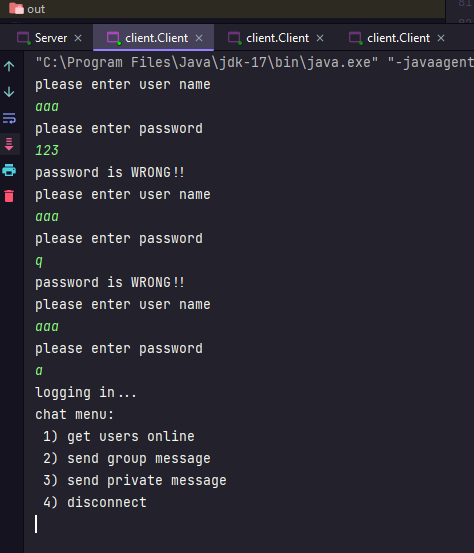 out
Server × client.Client × client.Client × client.Client ×
"C:\Program Files\Java\jdk-17\bin\java.exe" "-javaagent
please enter user name
aaa
please enter password
123
password is WRONG!!
please enter user name
aaa
please enter password
q
password is WRONG!!
please enter user name
aaa
please enter password
a
logging in...
chat menu:
1) get users online
2) send group message
3) send private message
4) disconnect